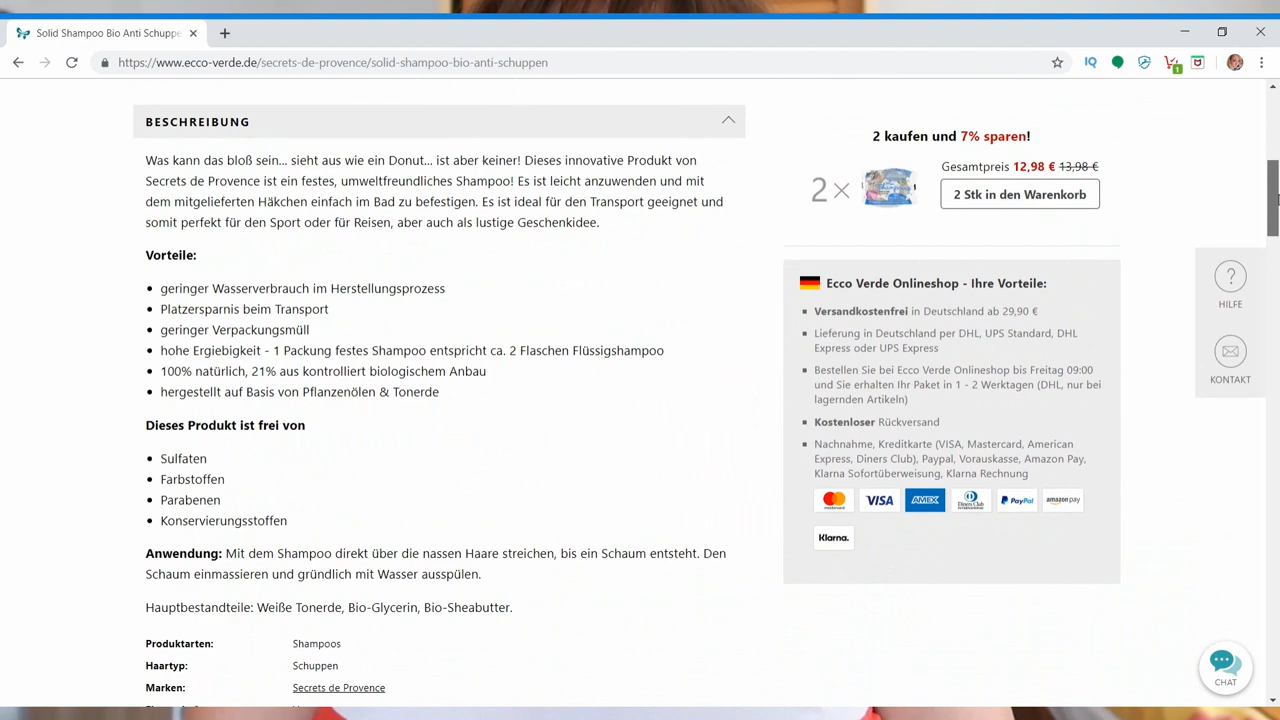 Solid Shampoo Bio Anti Schuppe
https://www.ecco-verde.de/secrets-de-provence/solid-shampoo-bio-anti-schuppen
IQ
1
BESCHREIBUNG
Was kann das bloß sein... sieht aus wie ein Donut... ist aber keiner! Dieses innovative Produkt von
Secrets de Provence ist ein festes, umweltfreundliches Shampoo! Es ist leicht anzuwenden und mit
dem mitgelieferten Häkchen einfach im Bad zu befestigen. Es ist ideal für den Transport geeignet und
somit perfekt für den Sport oder für Reisen, aber auch als lustige Geschenkidee.
Vorteile:
geringer Wasserverbrauch im Herstellungsprozess
Platzersparnis beim Transport
geringer Verpackungsmüll
hohe Ergiebigkeit - 1 Packung festes Shampoo entspricht ca. 2 Flaschen Flüssigshampoo
100% natürlich, 21% aus kontrolliert biologischem Anbau
hergestellt auf Basis von Pflanzenölen & Tonerde
Dieses Produkt ist frei von
Sulfaten
Farbstoffen
Parabenen
Konservierungsstoffen
Anwendung: Mit dem Shampoo direkt über die nassen Haare streichen, bis ein Schaum entsteht. Den
Schaum einmassieren und gründlich mit Wasser ausspülen.
Hauptbestandteile: Weiße Tonerde, Bio-Glycerin, Bio-Sheabutter.
Produktarten: Shampoos
Haartyp: Schuppen
Marken: Secrets de Provence
2 kaufen und 7% sparen!
2 ×
Gesamtpreis 12,98 € 13,98 €
2 Stk in den Warenkorb
Ecco Verde Onlineshop - Ihre Vorteile:
Versandkostenfrei in Deutschland ab 29,90 €
Lieferung in Deutschland per DHL, UPS Standard, DHL
Express oder UPS Express
Bestellen Sie bei Ecco Verde Onlineshop bis Freitag 09:00
und Sie erhalten Ihr Paket in 1 - 2 Werktagen (DHL, nur bei
lagernden Artikeln)
Kostenloser Rückversand
Nachnahme, Kreditkarte (VISA, Mastercard, American
Express, Diners Club), Paypal, Vorauskasse, Amazon Pay,
Klarna Sofortüberweisung, Klarna Rechnung
mastercard VISA AMEX Diners Club PayPal amazon pay
Klarna.
?
HILFE
KONTAKT
CHAT